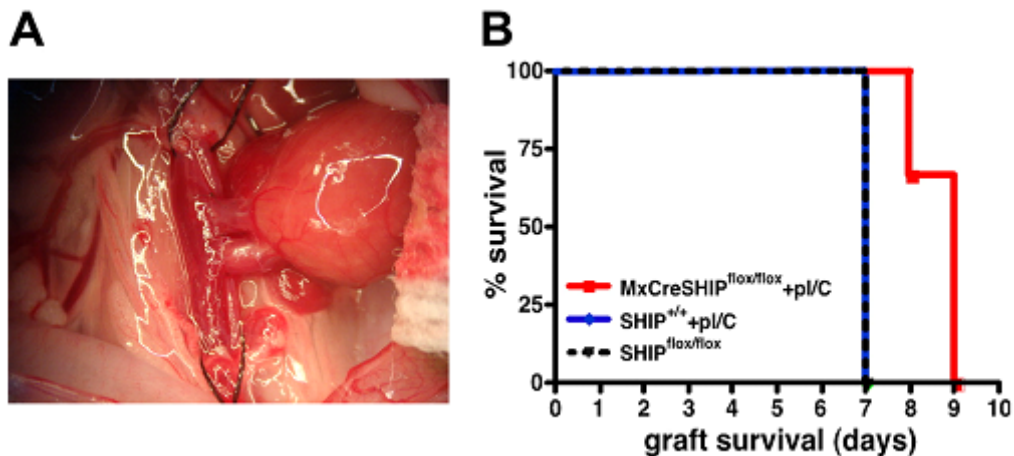 A
B
100
75
50
25
0
% survival
MxCreSHIPflox/flox+pI/C
SHIP+/++pI/C
SHIPflox/flox
0 1 2 3 4 5 6 7 8 9 10
graft survival (days)